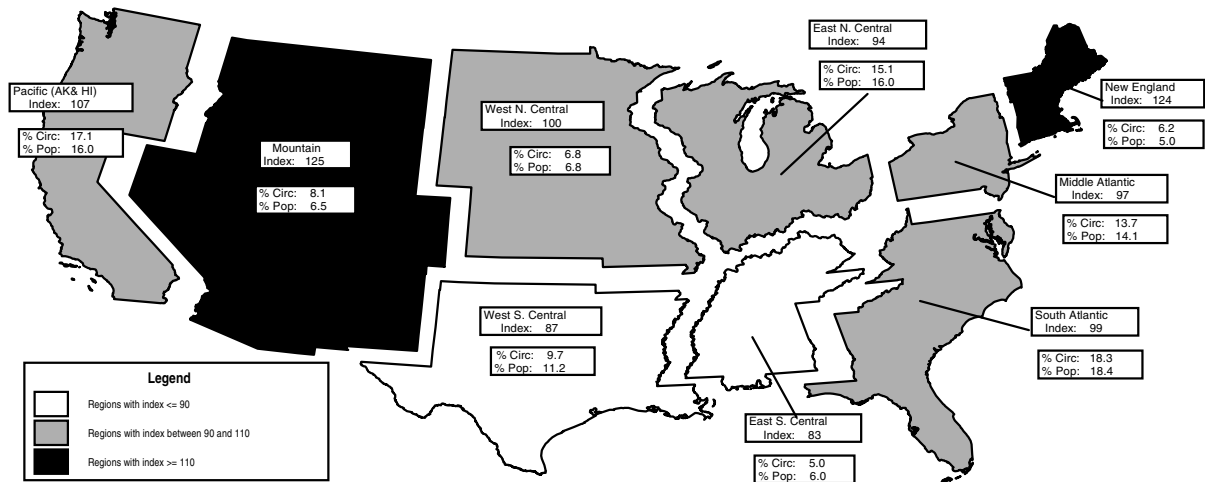 East N. Central
Index: 94
% Circ: 15.1
% Pop: 16.0
Pacific (AK& HI)
Index: 107
% Circ: 17.1
% Pop: 16.0
New England
Index: 124
% Circ: 6.2
% Pop: 5.0
West N. Central
Index: 100
% Circ: 6.8
% Pop: 6.8
Mountain
Index: 125
% Circ: 8.1
% Pop: 6.5
Middle Atlantic
Index: 97
% Circ: 13.7
% Pop: 14.1
West S. Central
Index: 87
% Circ: 9.7
% Pop: 11.2
South Atlantic
Index: 99
% Circ: 18.3
% Pop: 18.4
East S. Central
Index: 83
% Circ: 5.0
% Pop: 6.0
Legend
Regions with index <= 90
Regions with index between 90 and 110
Regions with index >= 110